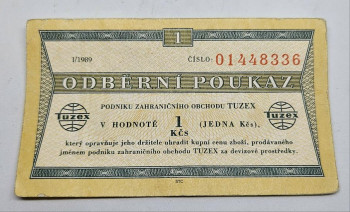 1
I/1989 ČÍSLO 01448336
ODBĚRNÍ POUKAZ
PODNIKU ZAHRANIČNÍHO OBCHODU TUZEX
Tuzex V HODNOTĚ 1 (JEDNA Kčs), Tuzex
Kčs
který opravňuje jeho držitele uhradit kupní cenu zboží, prodávaného
jménem podniku zahraničního obchodu TUZEX za devizové prostředky.